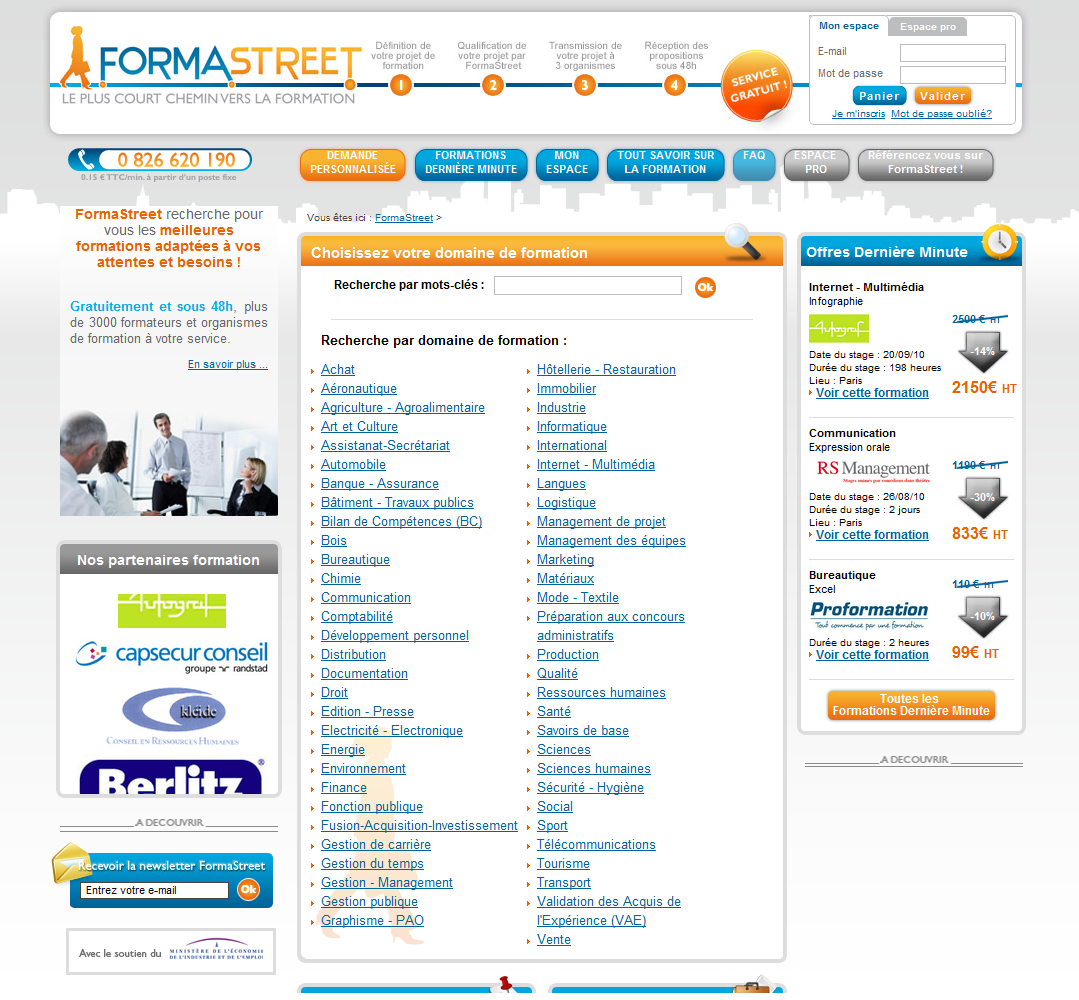 FORMASTREET
LE PLUS COURT CHEMIN VERS LA FORMATION
Définition de
votre projet de
formation
1
Qualification de
votre projet par
FormaStreet
2
Transmission de
votre projet à
3 organismes
3
Réception des
propositions
sous 48h
4
SERVICE
GRATUIT !
Mon espace
Espace pro
E-mail
Mot de passe
Panier
Valider
Je m'inscris Mot de passe oublié?
0 826 620 190
0.15 € TTC/min. à partir d'un poste fixe
DEMANDE
PERSONNALISÉE
FORMATIONS
DERNIÈRE MINUTE
MON
ESPACE
TOUT SAVOIR SUR
LA FORMATION
FAQ
ESPACE
PRO
Référencez vous sur
FormaStreet !
FormaStreet recherche pour
vous les meilleures
formations adaptées à vos
attentes et besoins !
Gratuitement et sous 48h, plus
de 3000 formateurs et organismes
de formation à votre service.
En savoir plus ...
Nos partenaires formation
Autograf
capsecur conseil
groupe randstad
kleide
CONSEIL EN RESSOURCES HUMAINES
Berlitz
A DECOUVRIR
Recevoir la newsletter FormaStreet
Entrez votre e-mail
Ok
Avec le soutien du
MINISTÈRE DE L'ÉCONOMIE
DE L'INDUSTRIE ET DE L'EMPLOI
Vous êtes ici : FormaStreet >
Choisissez votre domaine de formation
Recherche par mots-clés :
Ok
Recherche par domaine de formation :
Achat
Aéronautique
Agriculture - Agroalimentaire
Art et Culture
Assistanat-Secrétariat
Automobile
Banque - Assurance
Bâtiment - Travaux publics
Bilan de Compétences (BC)
Bois
Bureautique
Chimie
Communication
Comptabilité
Développement personnel
Distribution
Documentation
Droit
Edition - Presse
Electricité - Electronique
Energie
Environnement
Finance
Fonction publique
Fusion-Acquisition-Investissement
Gestion de carrière
Gestion du temps
Gestion - Management
Gestion publique
Graphisme - PAO
Hôtellerie - Restauration
Immobilier
Industrie
Informatique
International
Internet - Multimédia
Langues
Logistique
Management de projet
Management des équipes
Marketing
Matériaux
Mode - Textile
Préparation aux concours
administratifs
Production
Qualité
Ressources humaines
Santé
Savoirs de base
Sciences
Sciences humaines
Sécurité - Hygiène
Social
Sport
Télécommunications
Tourisme
Transport
Validation des Acquis de
l'Expérience (VAE)
Vente
Offres Dernière Minute
Internet - Multimédia
Infographie
Autograf
2500 € HT
-14%
2150€ HT
Date du stage : 20/09/10
Durée du stage : 198 heures
Lieu : Paris
Voir cette formation
Communication
Expression orale
RS Management
Stages animés par comédiens dans théâtre
1190 € HT
-30%
833€ HT
Date du stage : 26/08/10
Durée du stage : 2 jours
Lieu : Paris
Voir cette formation
Bureautique
Excel
Proformation
Tout commence par une formation
110 € HT
-10%
99€ HT
Durée du stage : 2 heures
Voir cette formation
Toutes les
Formations Dernière Minute
A DECOUVRIR